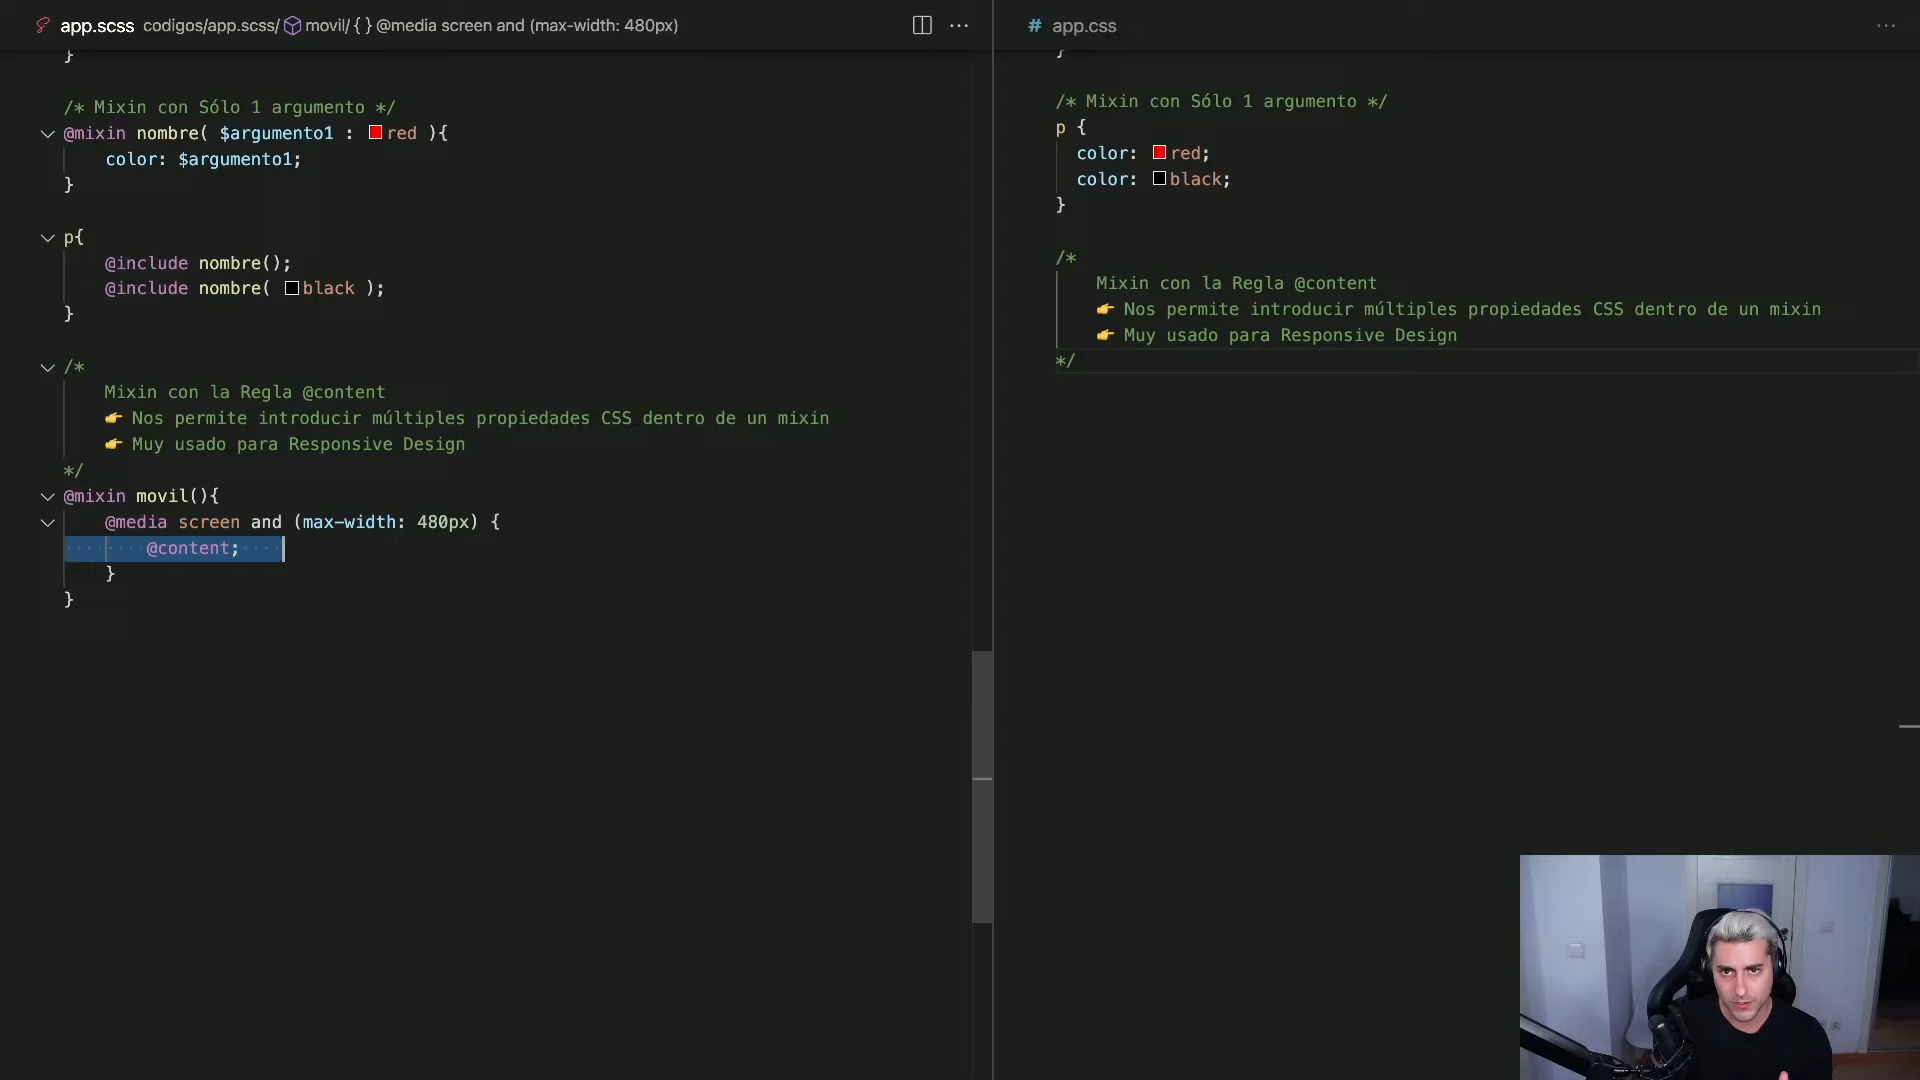 app.scss codigos/app.scss/ movil/ { } @media screen and (max-width: 480px)
}
/* Mixin con Sólo 1 argumento */
@mixin nombre( $argumento1 : red ){
color: $argumento1;
}
p{
@include nombre();
@include nombre( black );
}
/*
Mixin con la Regla @content
👉 Nos permite introducir múltiples propiedades CSS dentro de un mixin
👉 Muy usado para Responsive Design
*/
@mixin movil(){
@media screen and (max-width: 480px) {
@content;
}
}
# app.css
}
/* Mixin con Sólo 1 argumento */
p {
color: red;
color: black;
}
/*
Mixin con la Regla @content
👉 Nos permite introducir múltiples propiedades CSS dentro de un mixin
👉 Muy usado para Responsive Design
*/